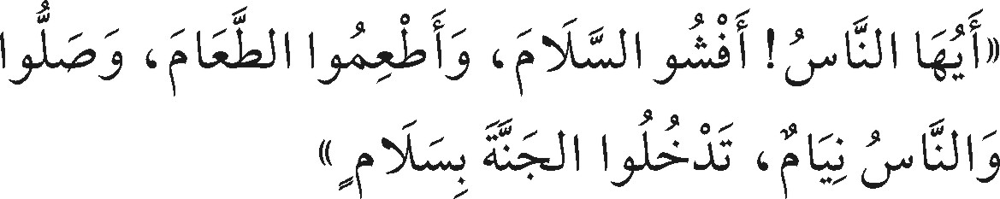 «أَيُهَا النَّاسُ! أَفْشُو السَّلَامَ، وَأَطْعِمُوا الطَّعَامَ، وَصَلُّوا
وَالنَّاسُ نِيَامٌ، تَدْخُلُوا الجَنَّةَ بِسَلَامٍ»